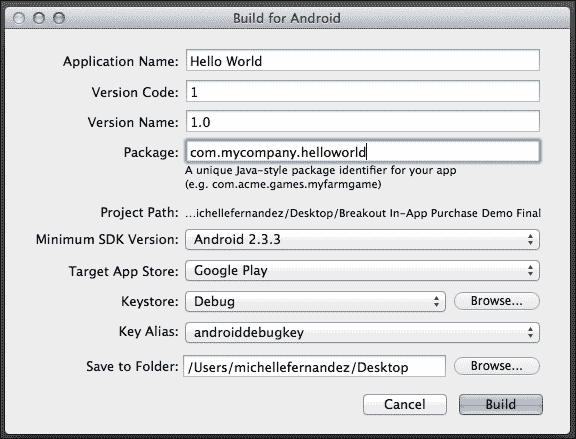 Build for Android
Application Name: Hello World
Version Code: 1
Version Name: 1.0
Package: com.mycompany.helloworld
A unique Java-style package identifier for your app
(e.g. com.acme.games.myfarmgame)
Project Path: ...ichellefernandez/Desktop/Breakout In-App Purchase Demo Final
Minimum SDK Version: Android 2.3.3
Target App Store: Google Play
Keystore: Debug Browse...
Key Alias: androiddebugkey
Save to Folder: /Users/michellefernandez/Desktop Browse...
Cancel Build